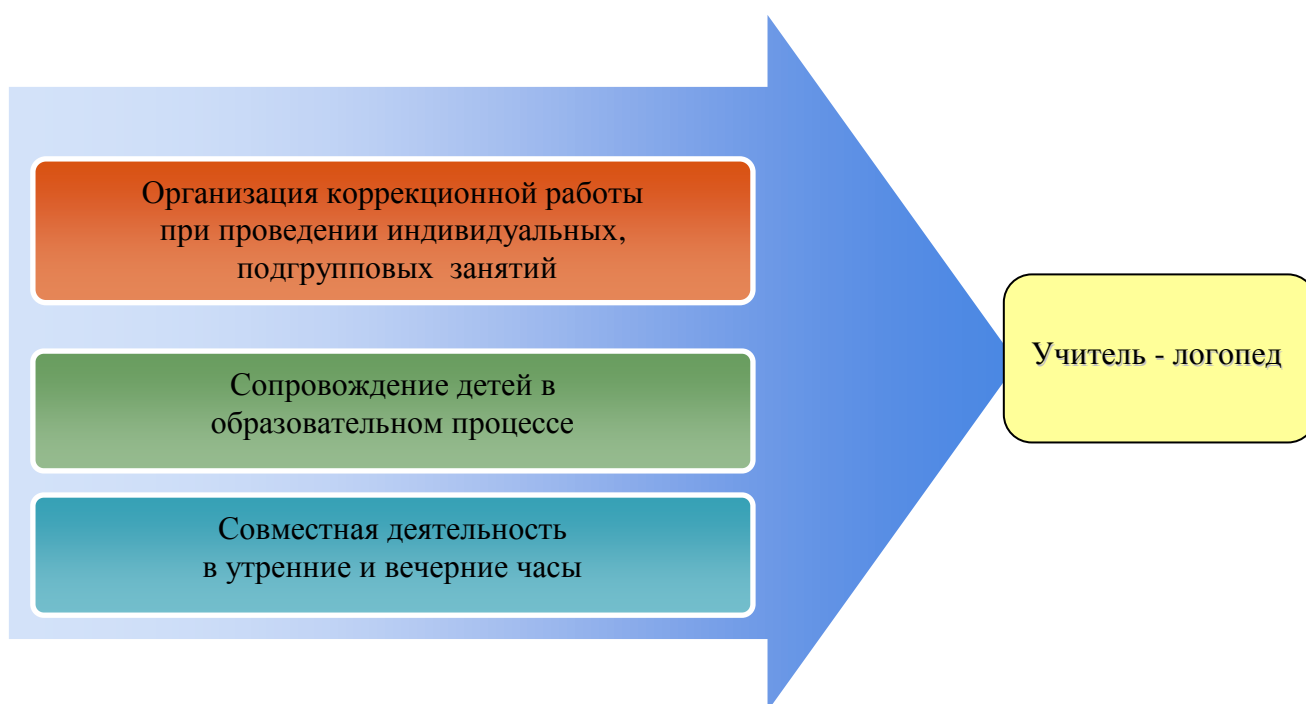 Организация коррекционной работы
при проведении индивидуальных,
подгрупповых занятий
Учитель - логопед
Сопровождение детей в
образовательном процессе
Совместная деятельность
в утренние и вечерние часы